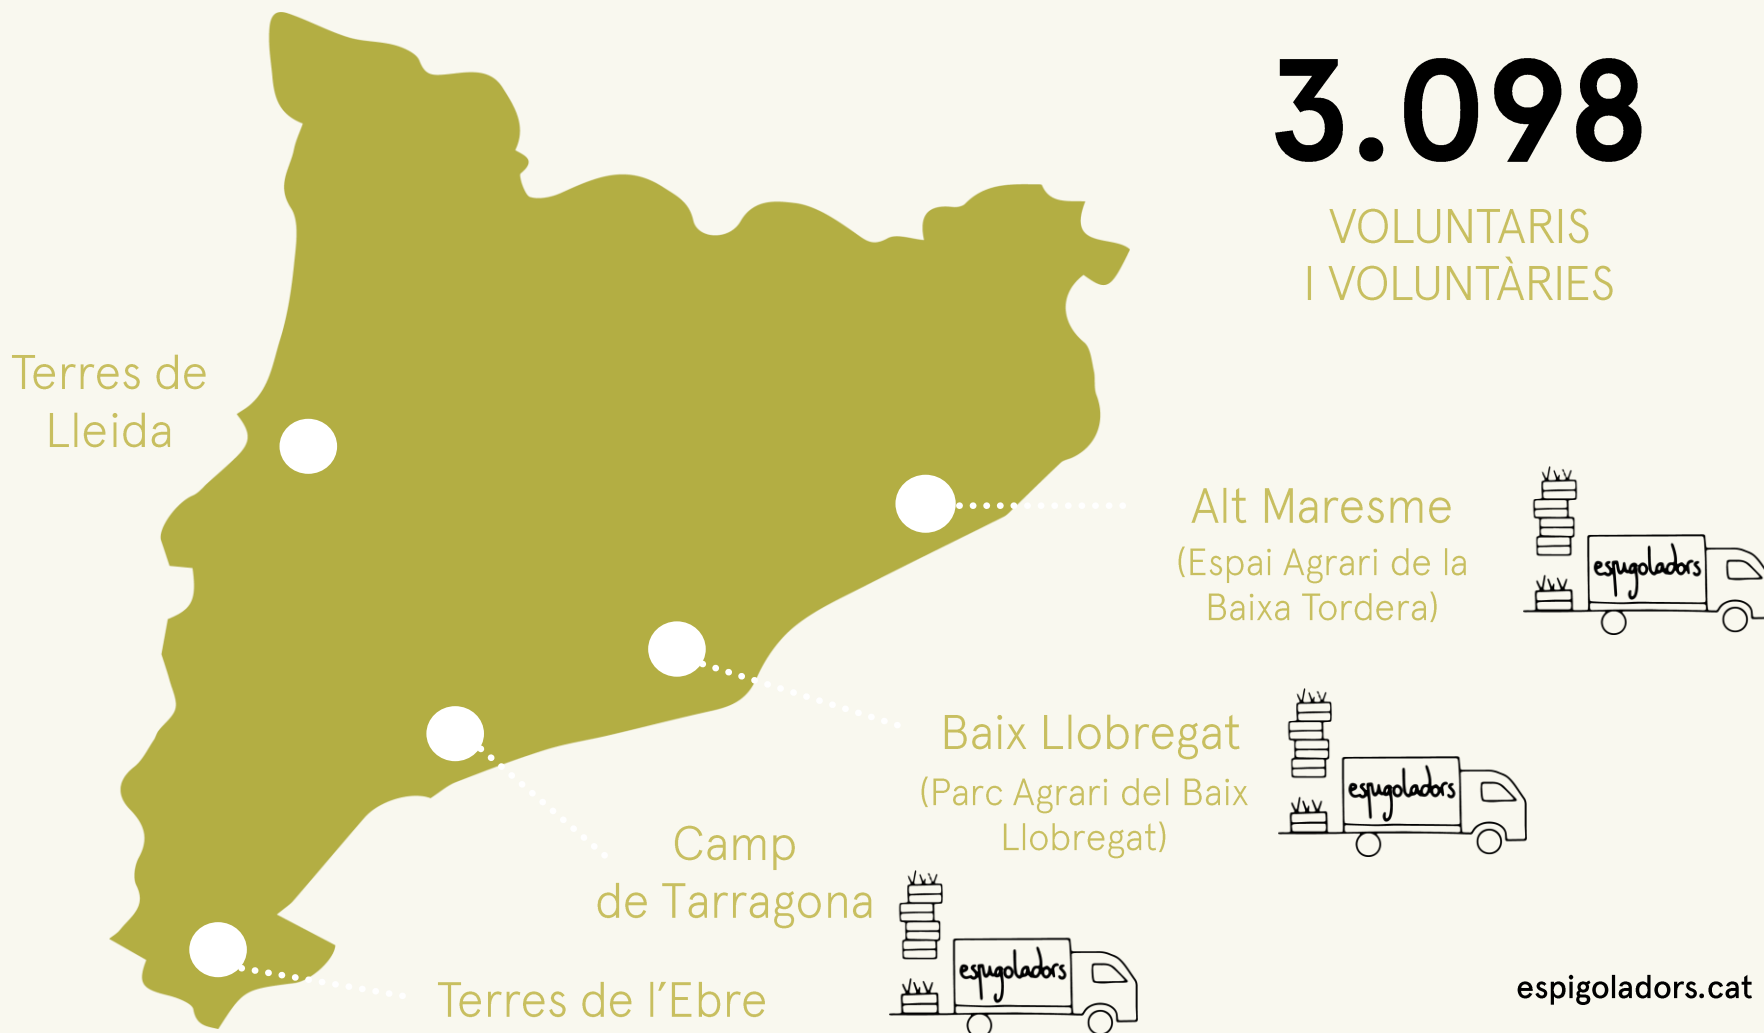 3.098
VOLUNTARIS
I VOLUNTÀRIES
Terres de
Lleida
Alt Maresme
(Espai Agrari de la
Baixa Tordera)
espigoladors
Baix Llobregat
(Parc Agrari del Baix
Llobregat)
espigoladors
Camp
de Tarragona
espigoladors
Terres de l’Ebre
espigoladors.cat